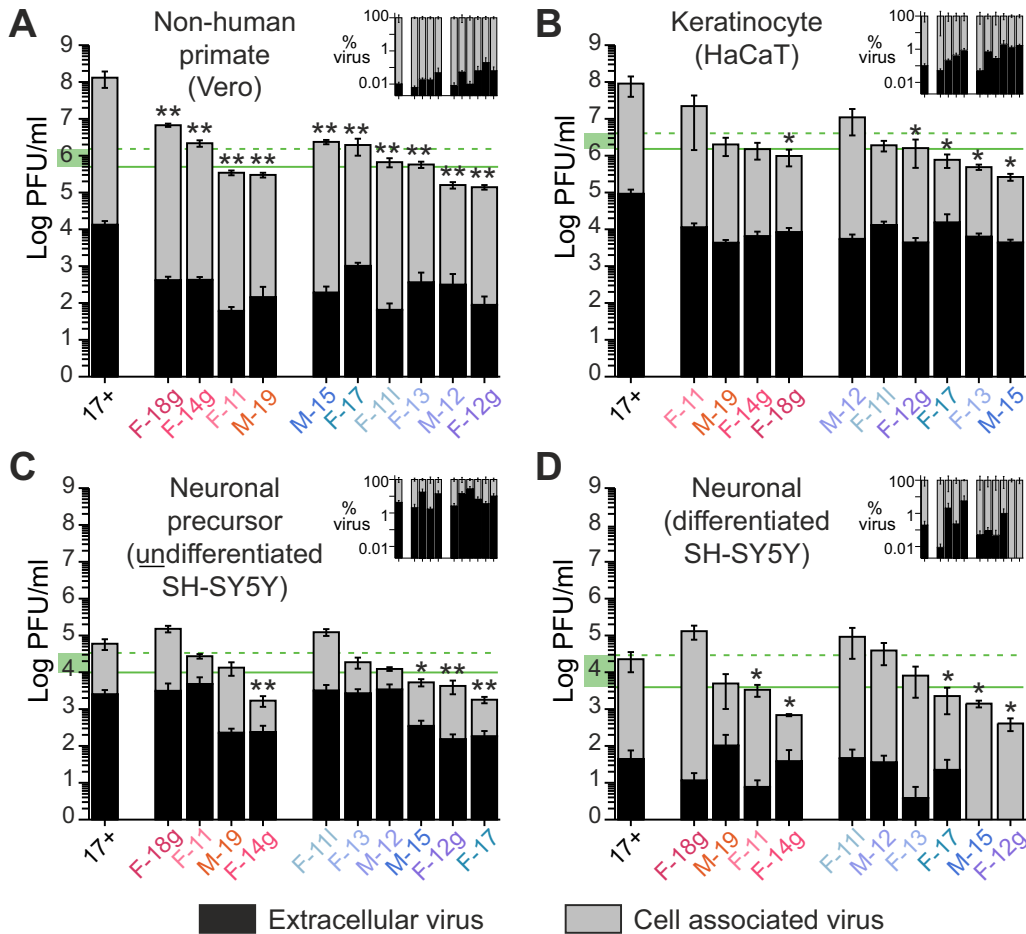 A
Non-human
primate
(Vero)
%
virus
100
1
0.01
Log PFU/ml
9
8
7
6
5
4
3
2
1
0
** ** ** ** ** ** ** ** ** **
17+ F-18g F-14g F-11 M-19 M-15 F-17 F-11l F-13 M-12 F-12g
B
Keratinocyte
(HaCaT)
%
virus
100
1
0.01
Log PFU/ml
9
8
7
6
5
4
3
2
1
0
* * * * *
17+ F-11 M-19 F-14g F-18g M-12 F-11l F-12g F-17 F-13 M-15
C
Neuronal
precursor
(undifferentiated
SH-SY5Y)
%
virus
100
1
0.01
Log PFU/ml
9
8
7
6
5
4
3
2
1
0
** * ** **
17+ F-18g F-11 M-19 F-14g F-11l F-13 M-12 M-15 F-12g F-17
D
Neuronal
(differentiated
SH-SY5Y)
%
virus
100
1
0.01
Log PFU/ml
9
8
7
6
5
4
3
2
1
0
* * * * *
17+ F-18g M-19 F-11 F-14g F-11l M-12 F-13 F-17 M-15 F-12g
Extracellular virus
Cell associated virus